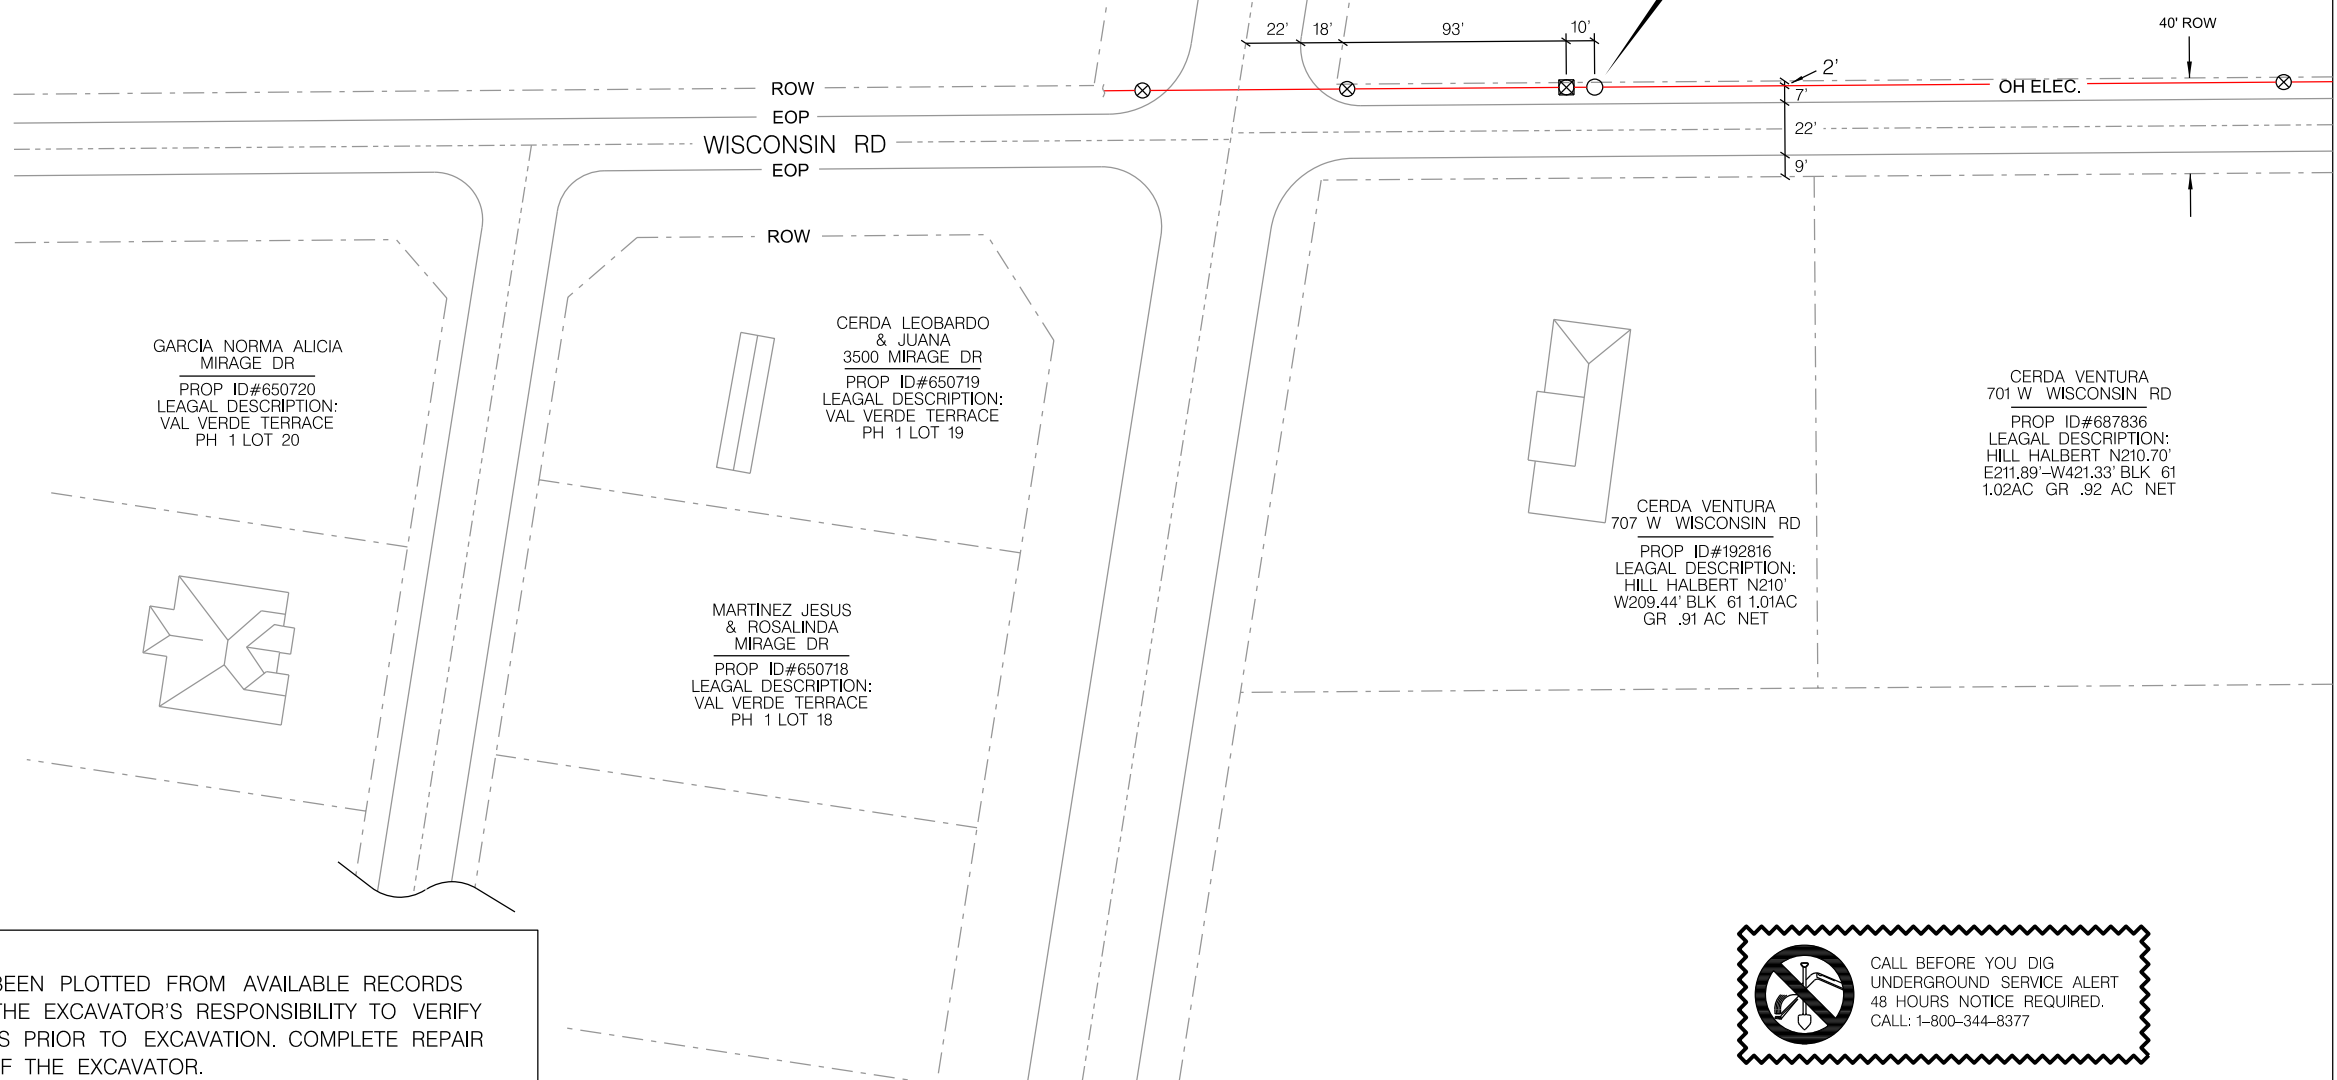 22' 18' 93' 10'
40' ROW
2'
ROW
OH ELEC.
7'
EOP
22'
WISCONSIN RD
EOP
9'
ROW
GARCIA NORMA ALICIA
MIRAGE DR
PROP ID#650720
LEAGAL DESCRIPTION:
VAL VERDE TERRACE
PH 1 LOT 20
CERDA LEOBARDO
& JUANA
3500 MIRAGE DR
PROP ID#650719
LEAGAL DESCRIPTION:
VAL VERDE TERRACE
PH 1 LOT 19
CERDA VENTURA
701 W WISCONSIN RD
PROP ID#687836
LEAGAL DESCRIPTION:
HILL HALBERT N210.70'
E211.89'-W421.33' BLK 61
1.02AC GR .92 AC NET
CERDA VENTURA
707 W WISCONSIN RD
PROP ID#192816
LEAGAL DESCRIPTION:
HILL HALBERT N210'
W209.44' BLK 61 1.01AC
GR .91 AC NET
MARTINEZ JESUS
& ROSALINDA
MIRAGE DR
PROP ID#650718
LEAGAL DESCRIPTION:
VAL VERDE TERRACE
PH 1 LOT 18
BEEN PLOTTED FROM AVAILABLE RECORDS
THE EXCAVATOR'S RESPONSIBILITY TO VERIFY
S PRIOR TO EXCAVATION. COMPLETE REPAIR
F THE EXCAVATOR.
CALL BEFORE YOU DIG
UNDERGROUND SERVICE ALERT
48 HOURS NOTICE REQUIRED.
CALL: 1-800-344-8377